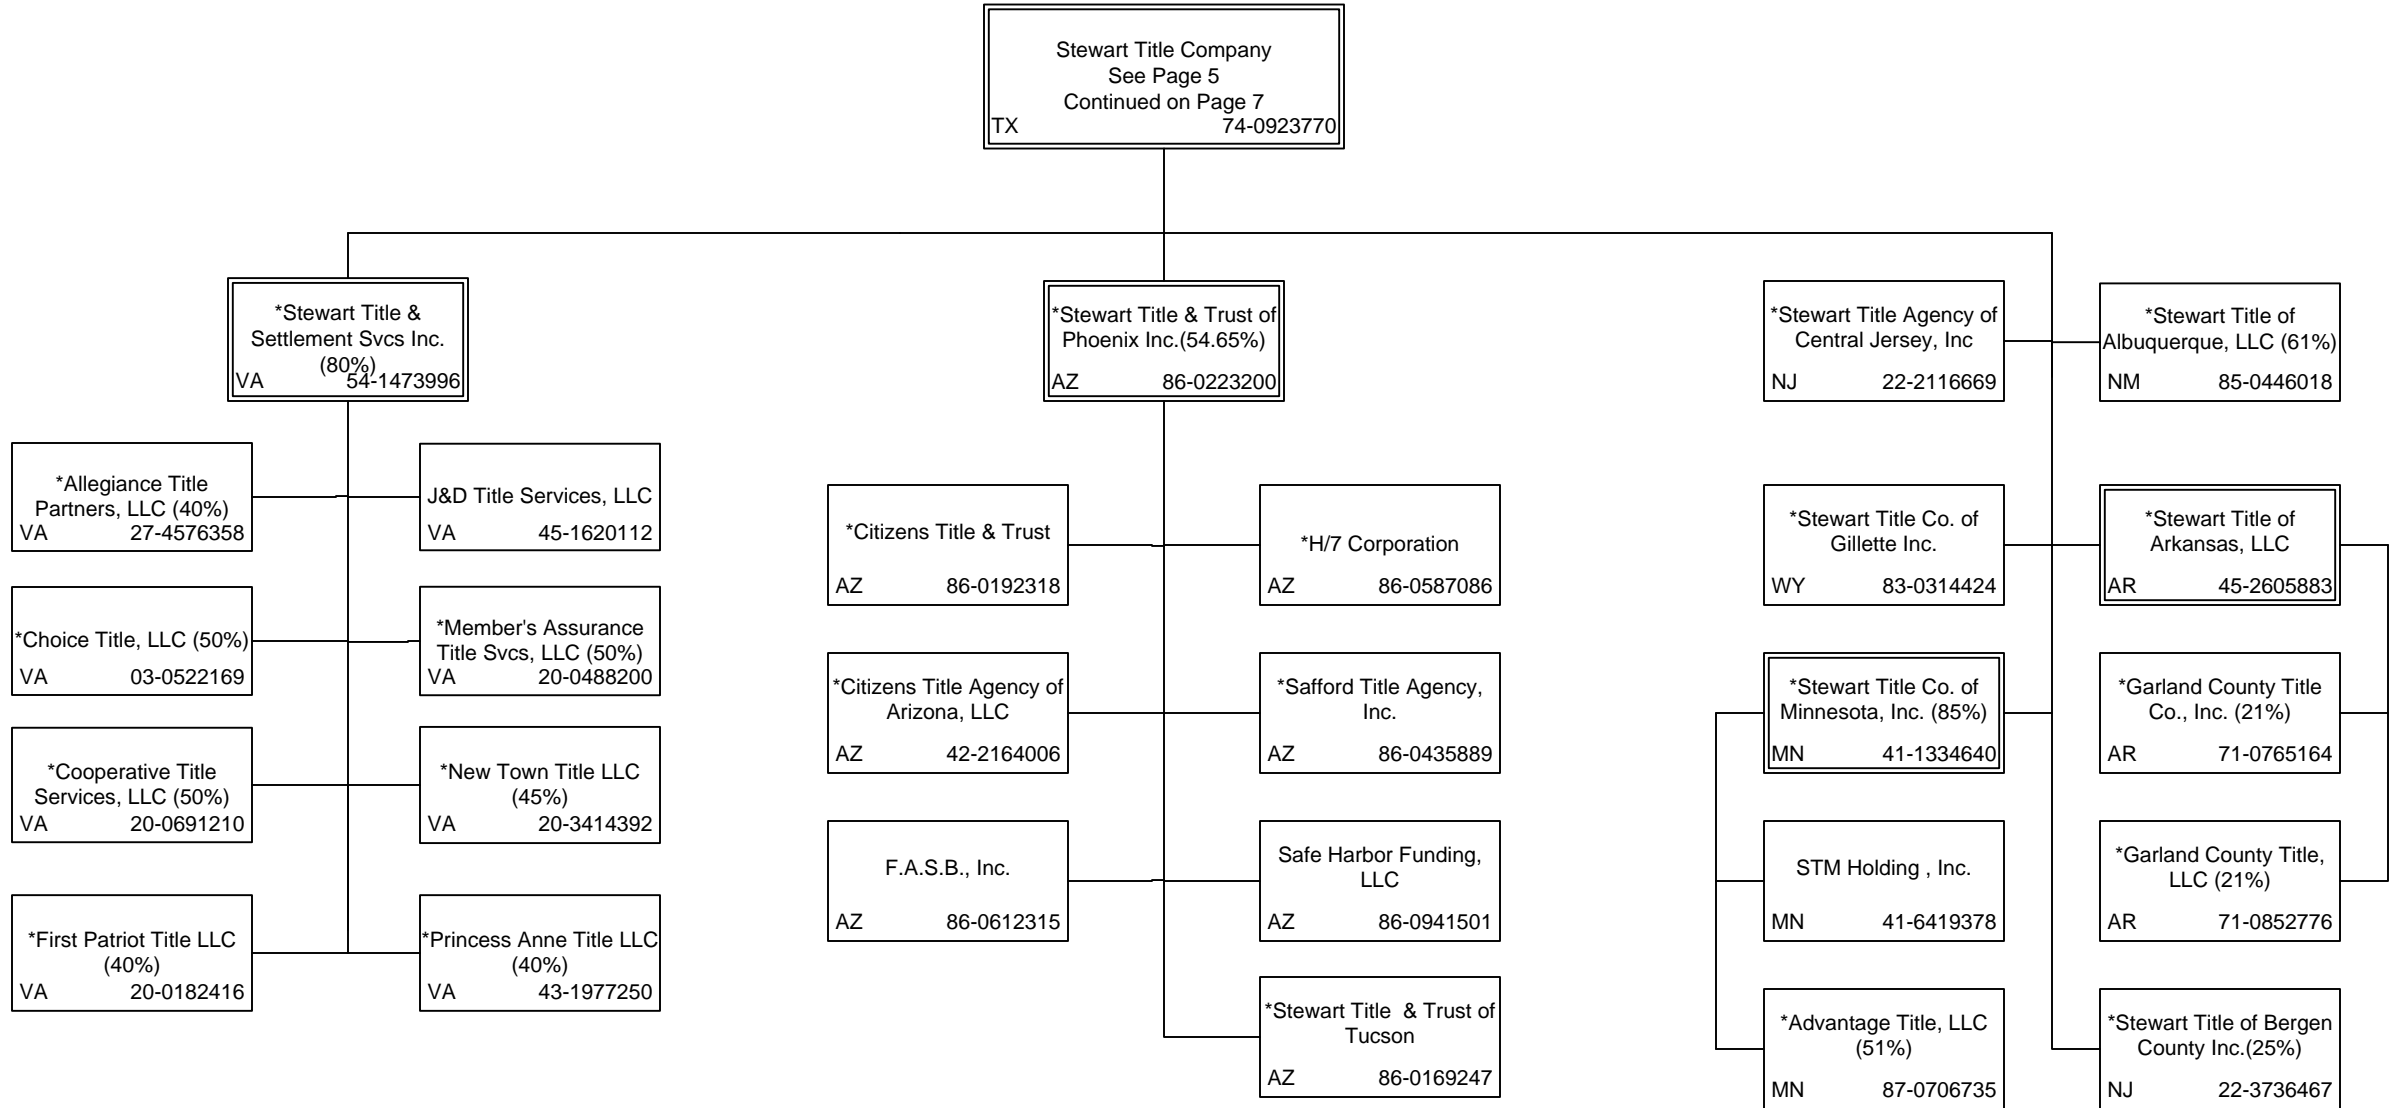 Stewart Title Company
See Page 5
Continued on Page 7
TX 74-0923770
*Stewart Title &
Settlement Svcs Inc.
(80%)
VA 54-1473996
*Allegiance Title
Partners, LLC (40%)
VA 27-4576358
J&D Title Services, LLC
VA 45-1620112
*Choice Title, LLC (50%)
VA 03-0522169
*Member's Assurance
Title Svcs, LLC (50%)
VA 20-0488200
*Cooperative Title
Services, LLC (50%)
VA 20-0691210
*New Town Title LLC
(45%)
VA 20-3414392
*First Patriot Title LLC
(40%)
VA 20-0182416
*Princess Anne Title LLC
(40%)
VA 43-1977250
*Stewart Title & Trust of
Phoenix Inc.(54.65%)
AZ 86-0223200
*Citizens Title & Trust
AZ 86-0192318
*H/7 Corporation
AZ 86-0587086
*Citizens Title Agency of
Arizona, LLC
AZ 42-2164006
*Safford Title Agency,
Inc.
AZ 86-0435889
F.A.S.B., Inc.
AZ 86-0612315
Safe Harbor Funding,
LLC
AZ 86-0941501
*Stewart Title & Trust of
Tucson
AZ 86-0169247
*Stewart Title Agency of
Central Jersey, Inc
NJ 22-2116669
*Stewart Title of
Albuquerque, LLC (61%)
NM 85-0446018
*Stewart Title Co. of
Gillette Inc.
WY 83-0314424
*Stewart Title of
Arkansas, LLC
AR 45-2605883
*Stewart Title Co. of
Minnesota, Inc. (85%)
MN 41-1334640
*Garland County Title
Co., Inc. (21%)
AR 71-0765164
STM Holding , Inc.
MN 41-6419378
*Garland County Title,
LLC (21%)
AR 71-0852776
*Advantage Title, LLC
(51%)
MN 87-0706735
*Stewart Title of Bergen
County Inc.(25%)
NJ 22-3736467